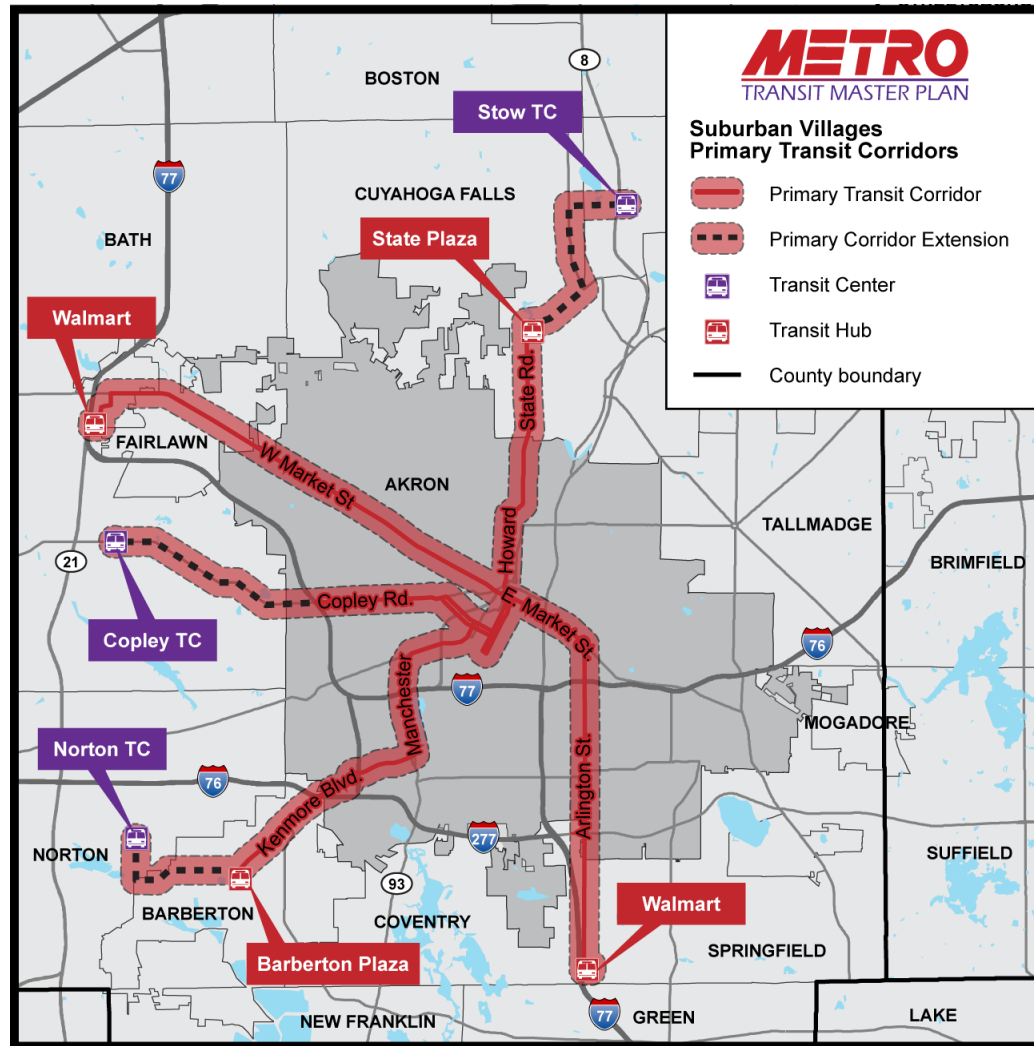 METRO
TRANSIT MASTER PLAN
Suburban Villages
Primary Transit Corridors
Primary Transit Corridor
Primary Corridor Extension
Transit Center
Transit Hub
County boundary
8
BOSTON
Stow TC
77
CUYAHOGA FALLS
BATH
State Plaza
Walmart
State Rd.
FAIRLAWN
W Market St
AKRON
Howard
TALLMADGE
BRIMFIELD
21
Copley Rd.
E. Market St.
Copley TC
76
77
Manchester
MOGADORE
Norton TC
76
Kenmore Blvd.
Arlington St.
277
NORTON
SUFFIELD
93
BARBERTON
COVENTRY
Walmart
SPRINGFIELD
Barberton Plaza
77
NEW FRANKLIN
GREEN
LAKE